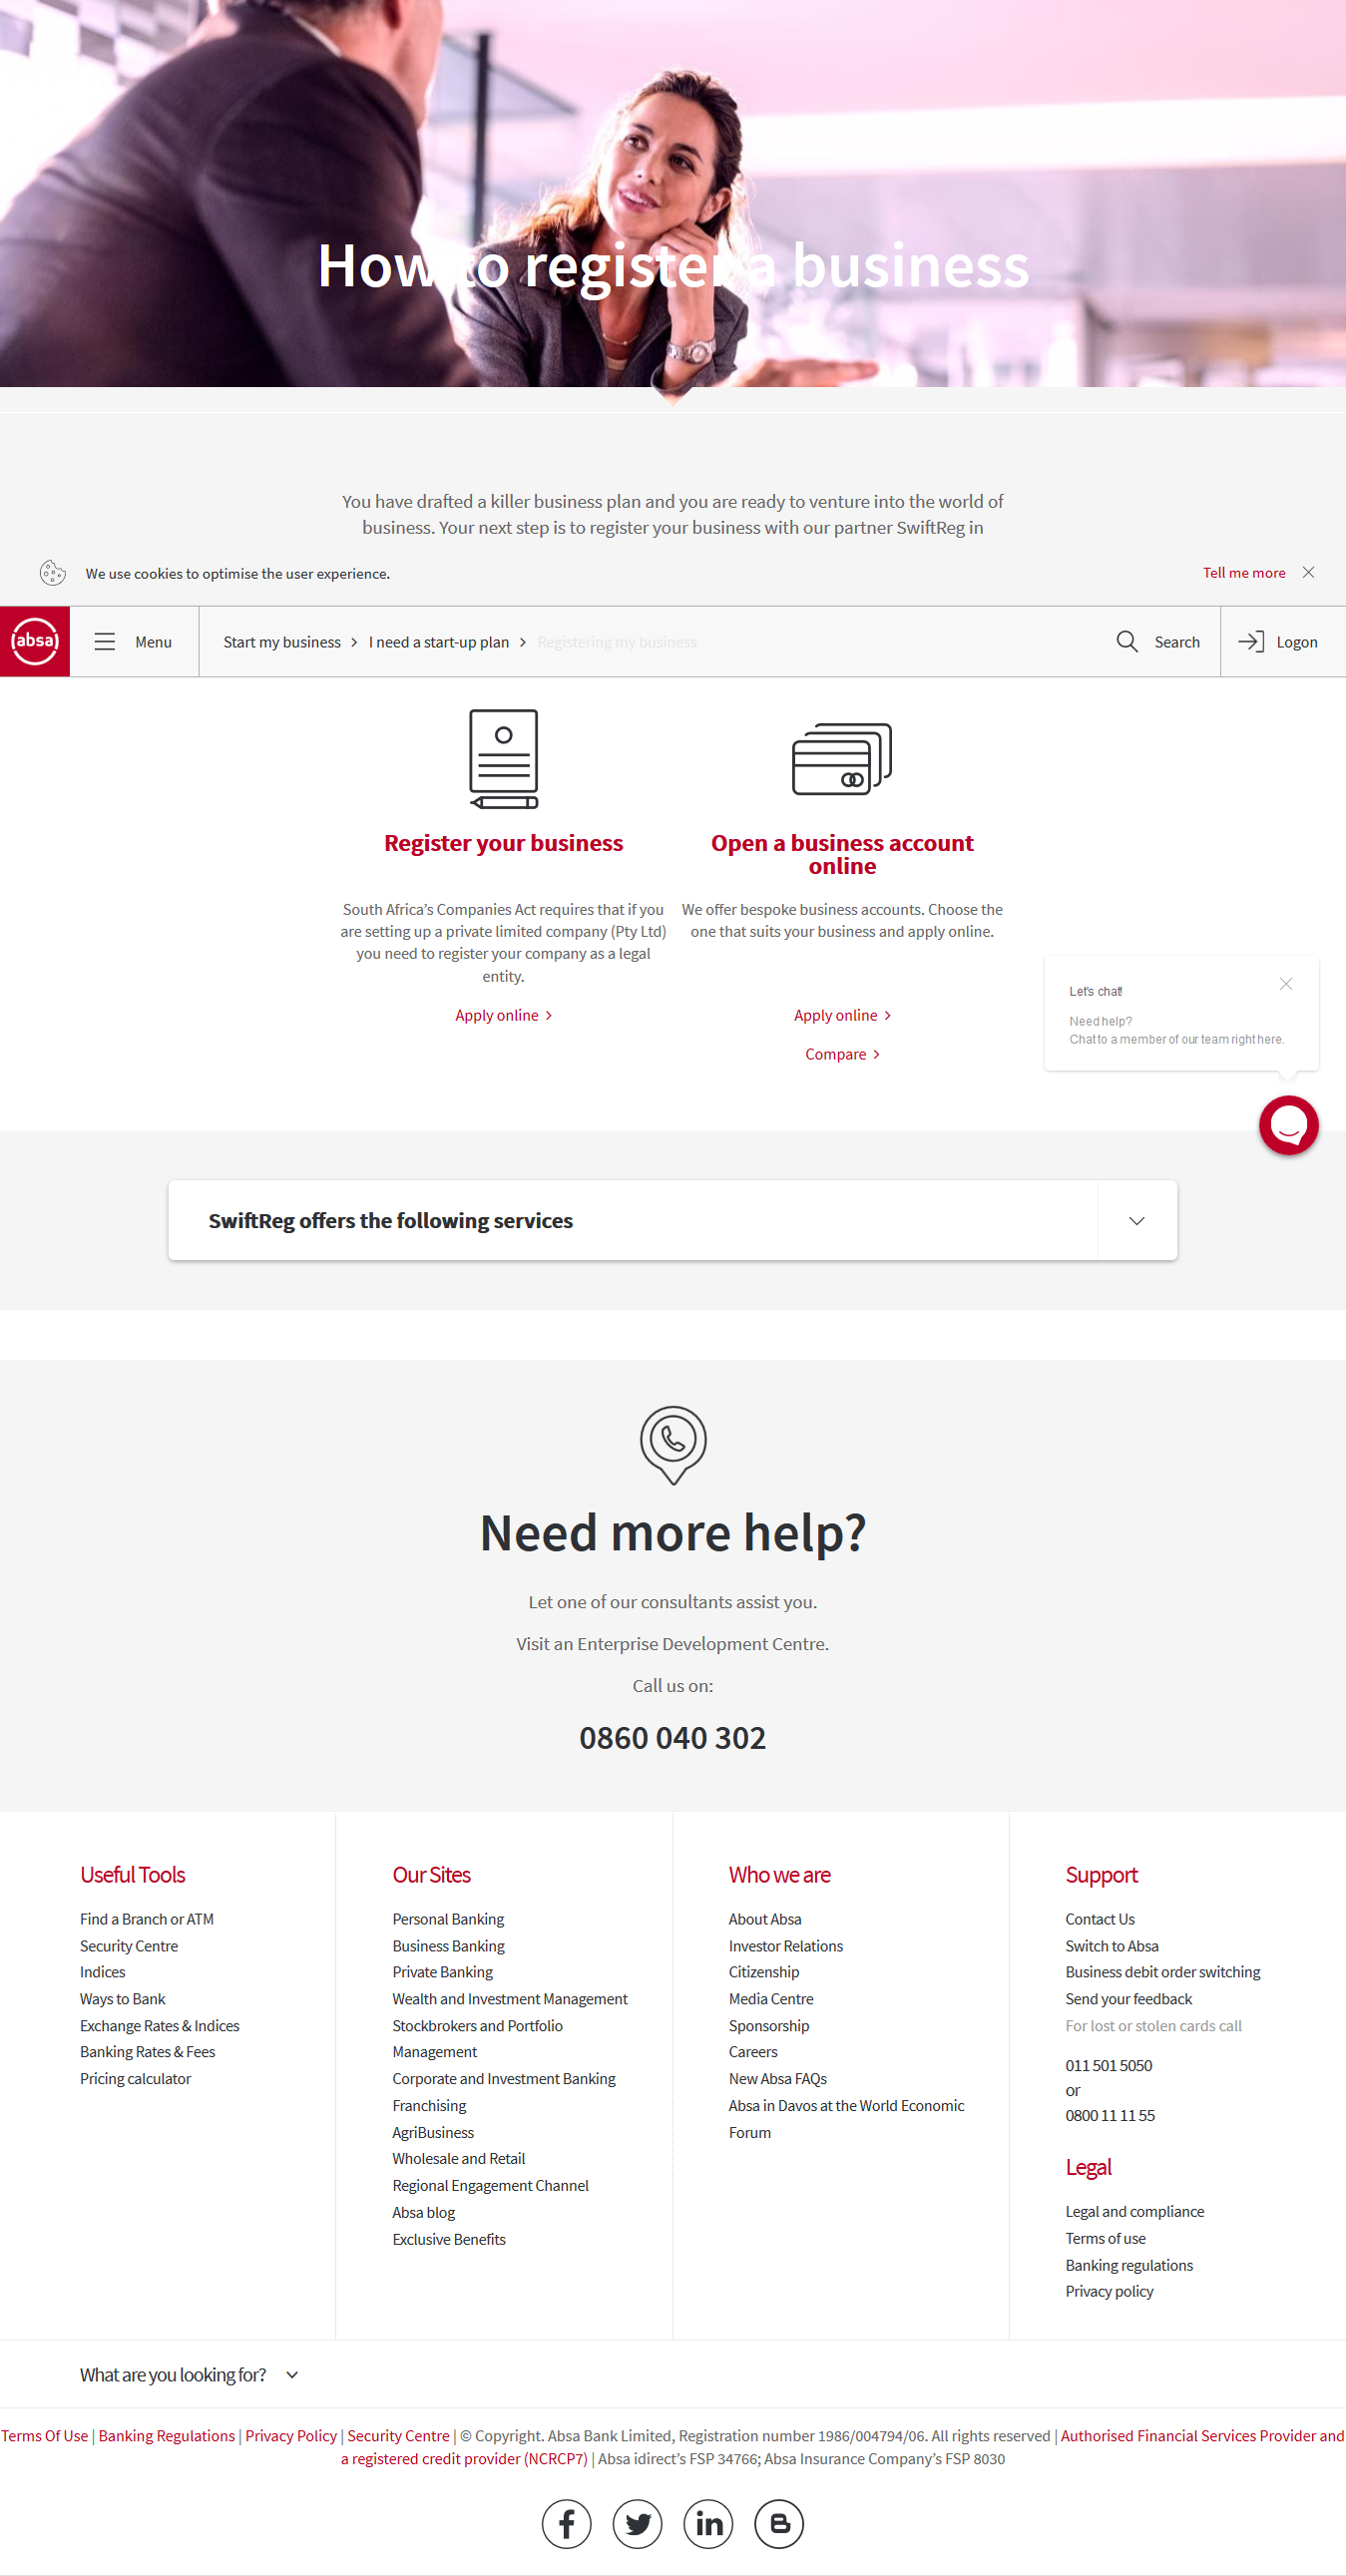 How to register a business
You have drafted a killer business plan and you are ready to venture into the world of
business. Your next step is to register your business with our partner SwiftReg in
We use cookies to optimise the user experience.
Tell me more
absa
Menu
Start my business
I need a start-up plan
Registering my business
Search
Logon
Register your business
South Africa’s Companies Act requires that if you
are setting up a private limited company (Pty Ltd)
you need to register your company as a legal
entity.
Apply online
Open a business account
online
We offer bespoke business accounts. Choose the
one that suits your business and apply online.
Apply online
Compare
Let's chat!
Need help?
Chat to a member of our team right here.
SwiftReg offers the following services
Need more help?
Let one of our consultants assist you.
Visit an Enterprise Development Centre.
Call us on:
0860 040 302
Useful Tools
Find a Branch or ATM
Security Centre
Indices
Ways to Bank
Exchange Rates & Indices
Banking Rates & Fees
Pricing calculator
Our Sites
Personal Banking
Business Banking
Private Banking
Wealth and Investment Management
Stockbrokers and Portfolio
Management
Corporate and Investment Banking
Franchising
AgriBusiness
Wholesale and Retail
Regional Engagement Channel
Absa blog
Exclusive Benefits
Who we are
About Absa
Investor Relations
Citizenship
Media Centre
Sponsorship
Careers
New Absa FAQs
Absa in Davos at the World Economic
Forum
Support
Contact Us
Switch to Absa
Business debit order switching
Send your feedback
For lost or stolen cards call
011 501 5050
or
0800 11 11 55
Legal
Legal and compliance
Terms of use
Banking regulations
Privacy policy
What are you looking for?
Terms Of Use | Banking Regulations | Privacy Policy | Security Centre | © Copyright. Absa Bank Limited, Registration number 1986/004794/06. All rights reserved | Authorised Financial Services Provider and
a registered credit provider (NCRCP7) | Absa idirect’s FSP 34766; Absa Insurance Company’s FSP 8030